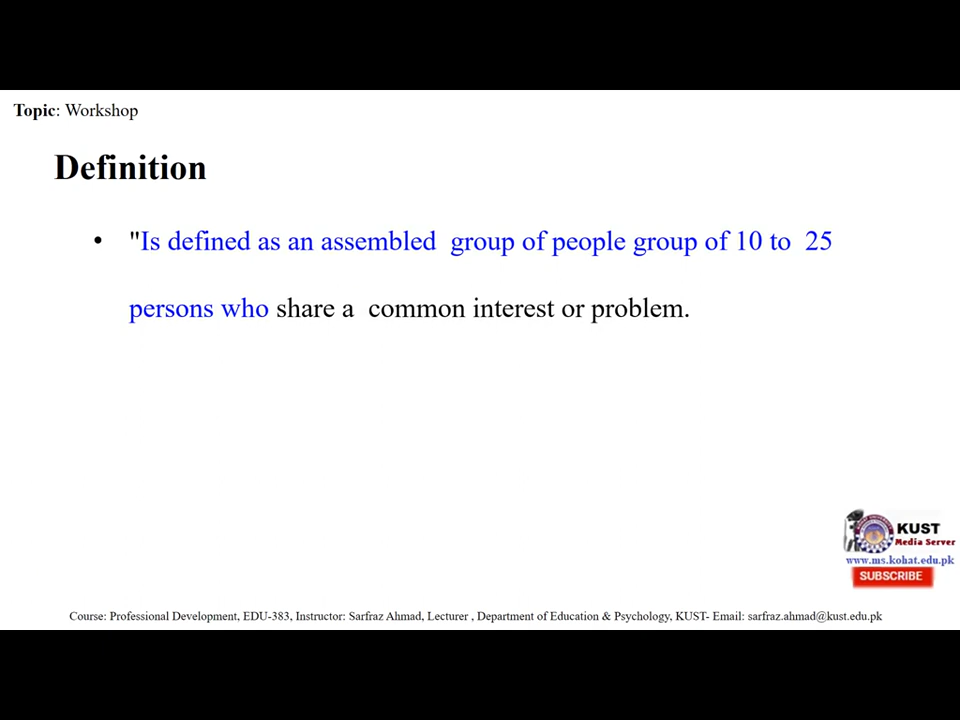 Topic: Workshop
Definition
• "Is defined as an assembled group of people group of 10 to 25
persons who share a common interest or problem.
KUST
Media Server
www.ms.kohat.edu.pk
SUBSCRIBE
Course: Professional Development, EDU-383, Instructor: Sarfraz Ahmad, Lecturer , Department of Education & Psychology, KUST- Email: sarfraz.ahmad@kust.edu.pk